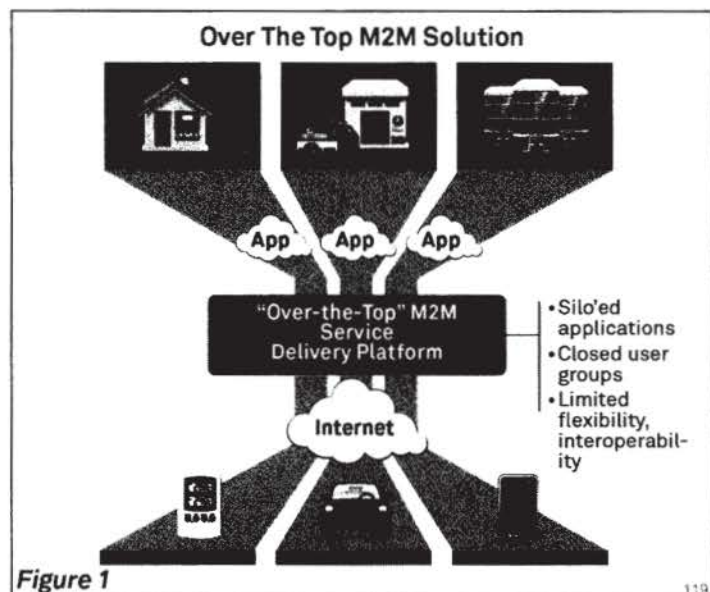 Over The Top M2M Solution
App
App
App
"Over-the-Top" M2M
Service
Delivery Platform
•Silo'ed
applications
•Closed user
groups
•Limited
flexibility,
interoperabil-
ity
Internet
Figure 1
119